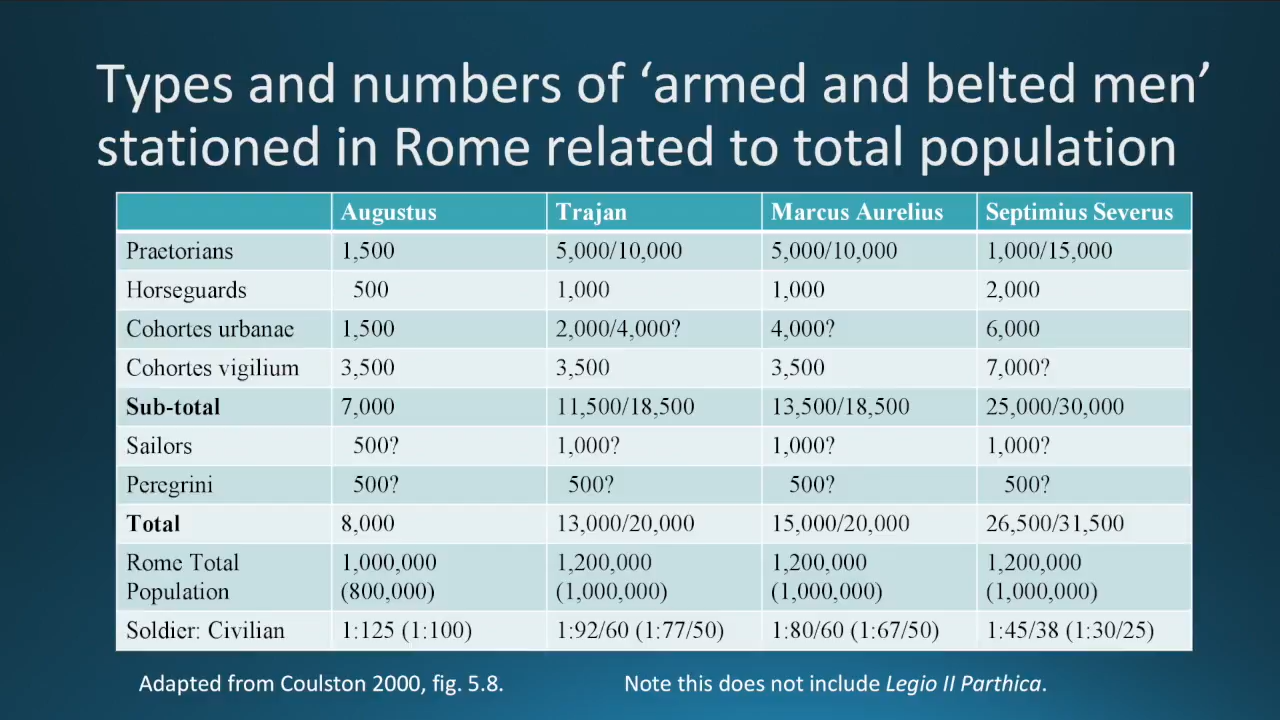 Types and numbers of ‘armed and belted men’
stationed in Rome related to total population
Augustus Trajan Marcus Aurelius Septimius Severus
Praetorians 1,500 5,000/10,000 5,000/10,000 1,000/15,000
Horseguards 500 1,000 1,000 2,000
Cohortes urbanae 1,500 2,000/4,000? 4,000? 6,000
Cohortes vigilium 3,500 3,500 3,500 7,000?
Sub-total 7,000 11,500/18,500 13,500/18,500 25,000/30,000
Sailors 500? 1,000? 1,000? 1,000?
Peregrini 500? 500? 500? 500?
Total 8,000 13,000/20,000 15,000/20,000 26,500/31,500
Rome Total 1,000,000 1,200,000 1,200,000 1,200,000
Population (800,000) (1,000,000) (1,000,000) (1,000,000)
Soldier: Civilian 1:125 (1:100) 1:92/60 (1:77/50) 1:80/60 (1:67/50) 1:45/38 (1:30/25)
Adapted from Coulston 2000, fig. 5.8. Note this does not include Legio II Parthica.